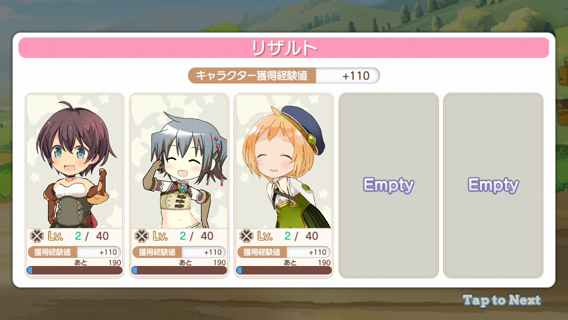 リザルト
キャラクター獲得経験値 +110
Lv. 2 / 40
獲得経験値 +110
あと 190
Lv. 2 / 40
獲得経験値 +110
あと 190
Lv. 2 / 40
獲得経験値 +110
あと 190
Empty
Empty
Tap to Next